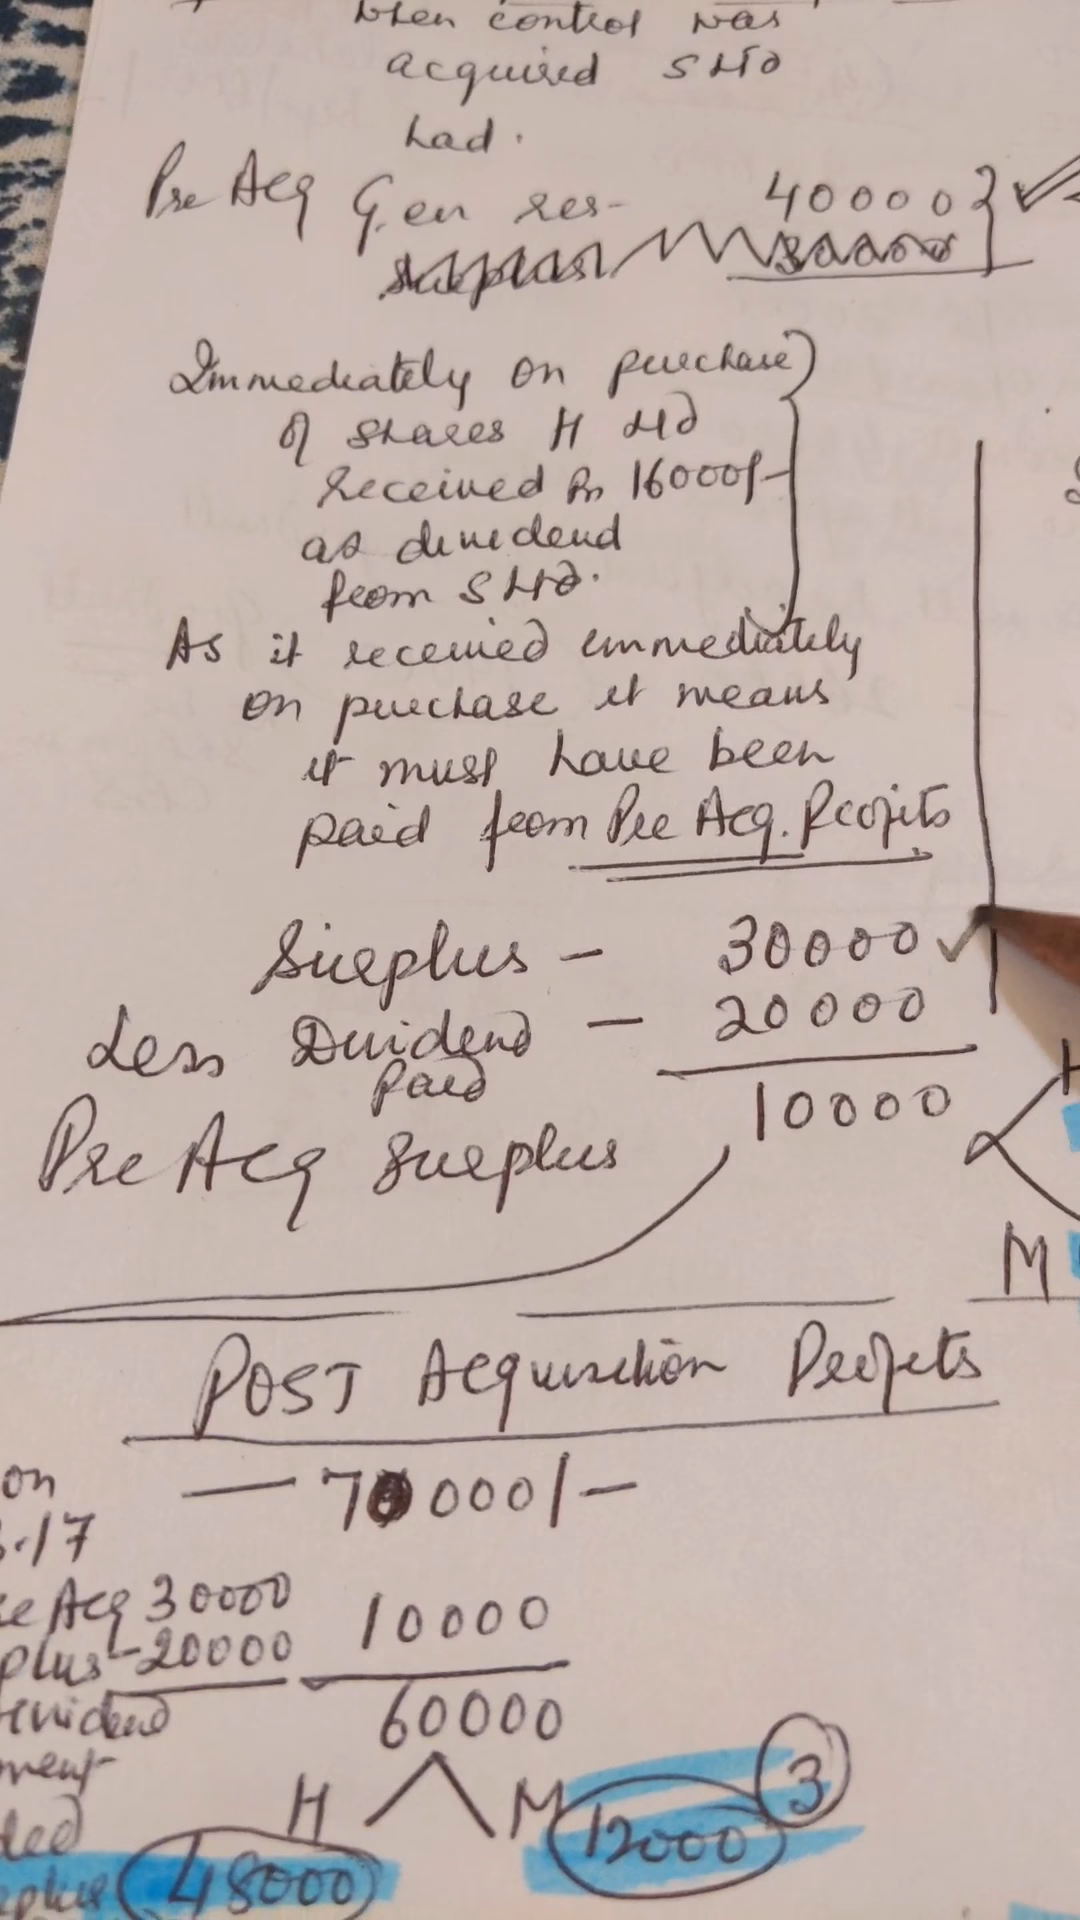 when control was
acquired S Ltd
had.
Pre Acq Gen res- 40000
surplus 30000
Immediately on purchase
of shares H Ltd
received Rs 16000/-
as dividend
from S Ltd.
As it received immediately
on purchase it means
it must have been
paid from Pre Acq. Profits
Surplus - 30000
Less Dividend - 20000
Paid
10000
Pre Acq Surplus
H
M
POST Acquisition Profits
on — 70000/-
.17
Acq 30000 10000
plus -20000
60000
H M 3
48000 12000